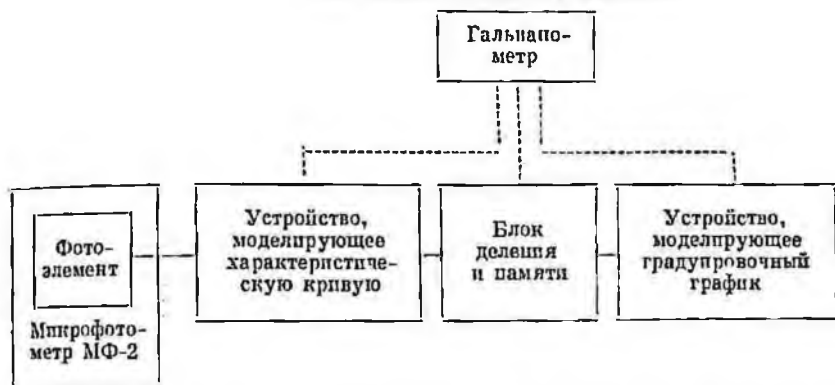 Гальвано-
метр
Фото-
элемент
Микрофото-
метр МФ-2
Устройство,
моделирующее
характеристиче-
скую кривую
Блок
деления
и памяти
Устройство,
моделирующее
градуировочный
график